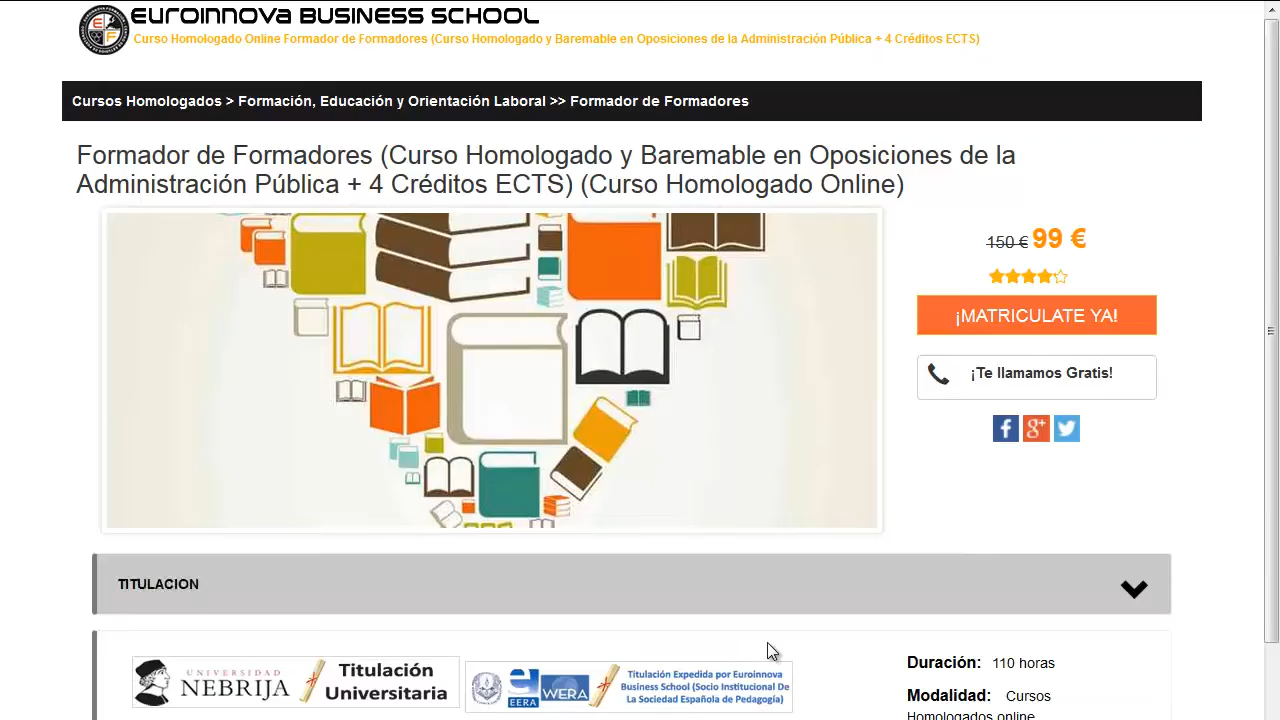 EUROINNOVA BUSINESS SCHOOL
Curso Homologado Online Formador de Formadores (Curso Homologado y Baremable en Oposiciones de la Administración Pública + 4 Créditos ECTS)
Cursos Homologados > Formación, Educación y Orientación Laboral >> Formador de Formadores
Formador de Formadores (Curso Homologado y Baremable en Oposiciones de la
Administración Pública + 4 Créditos ECTS) (Curso Homologado Online)
150 € 99 €
¡MATRICULATE YA!
¡Te llamamos Gratis!
TITULACION
UNIVERSIDAD
NEBRIJA
Titulación
Universitaria
EERA
WERA
Titulación Expedida por Euroinnova
Business School (Socio Institucional De
La Sociedad Española de Pedagogía)
Duración: 110 horas
Modalidad: Cursos
Homologados online